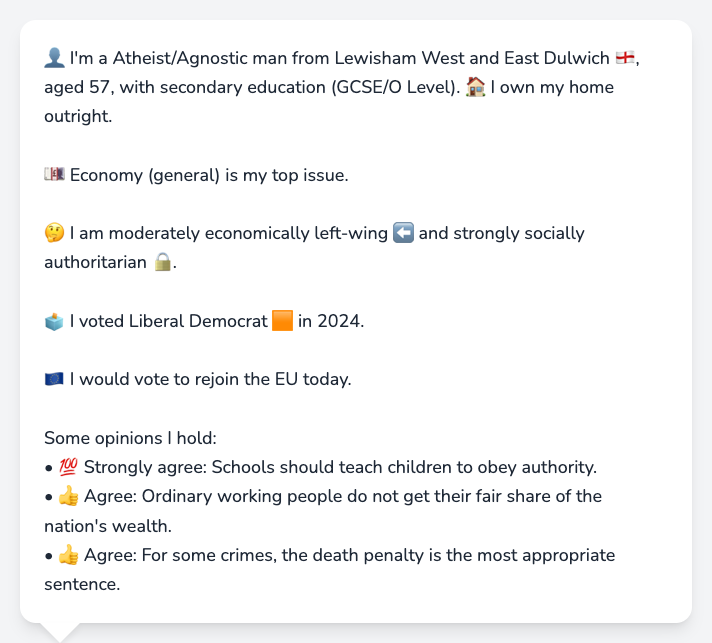 👤 I'm a Atheist/Agnostic man from Lewisham West and East Dulwich 🏴󠁧󠁢󠁥󠁮󠁧󠁿,
aged 57, with secondary education (GCSE/O Level). 🏠 I own my home
outright.
💷 Economy (general) is my top issue.
🤔 I am moderately economically left-wing ⬅️ and strongly socially
authoritarian 🔒.
🗳️ I voted Liberal Democrat 🟧 in 2024.
🇪🇺 I would vote to rejoin the EU today.
Some opinions I hold:
• 💯 Strongly agree: Schools should teach children to obey authority.
• 👍 Agree: Ordinary working people do not get their fair share of the
nation's wealth.
• 👍 Agree: For some crimes, the death penalty is the most appropriate
sentence.